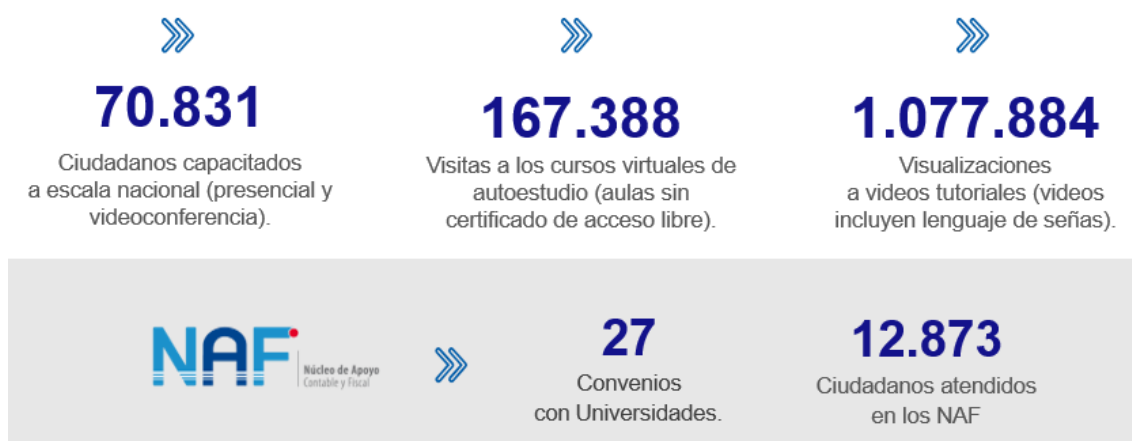 70.831
Ciudadanos capacitados
a escala nacional (presencial y
videoconferencia).
167.388
Visitas a los cursos virtuales de
autoestudio (aulas sin
certificado de acceso libre).
1.077.884
Visualizaciones
a videos tutoriales (videos
incluyen lenguaje de señas).
NAF
Núcleo de Apoyo
Contable y Fiscal
27
Convenios
con Universidades.
12.873
Ciudadanos atendidos
en los NAF